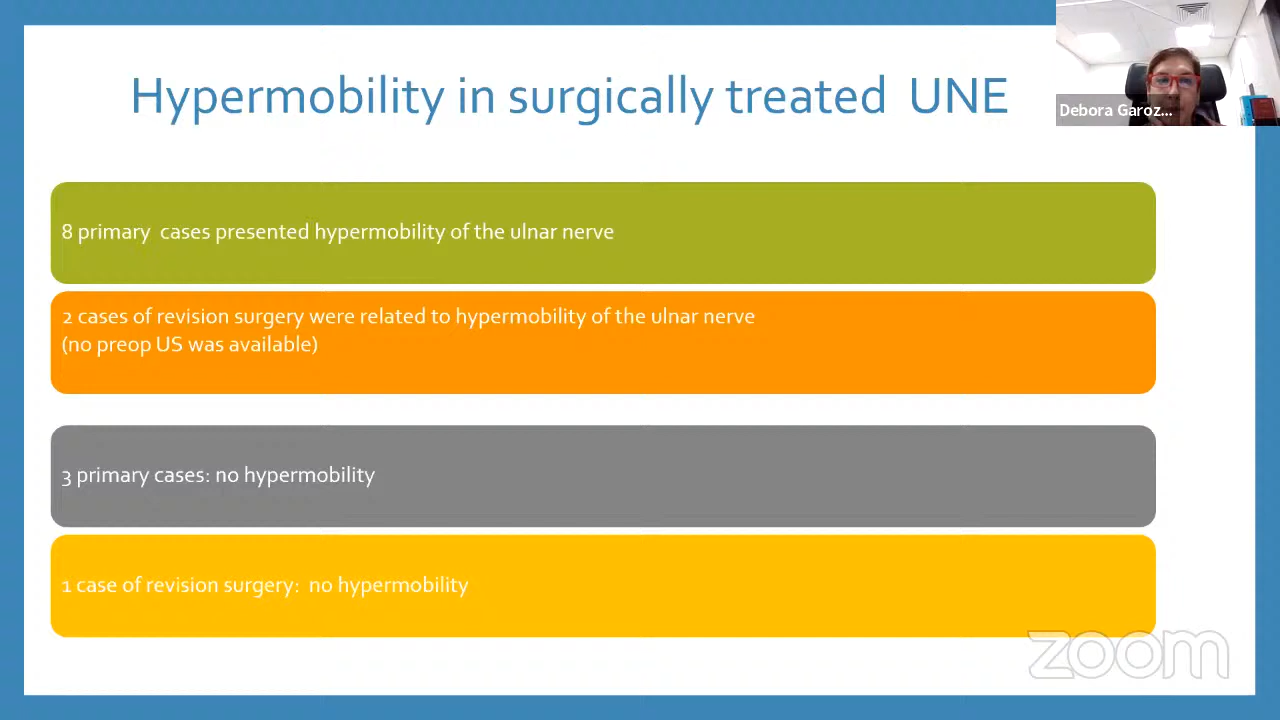 Hypermobility in surgically treated UNE
Debora Garoz...
8 primary cases presented hypermobility of the ulnar nerve
2 cases of revision surgery were related to hypermobility of the ulnar nerve
(no preop US was available)
3 primary cases: no hypermobility
1 case of revision surgery: no hypermobility
zoom